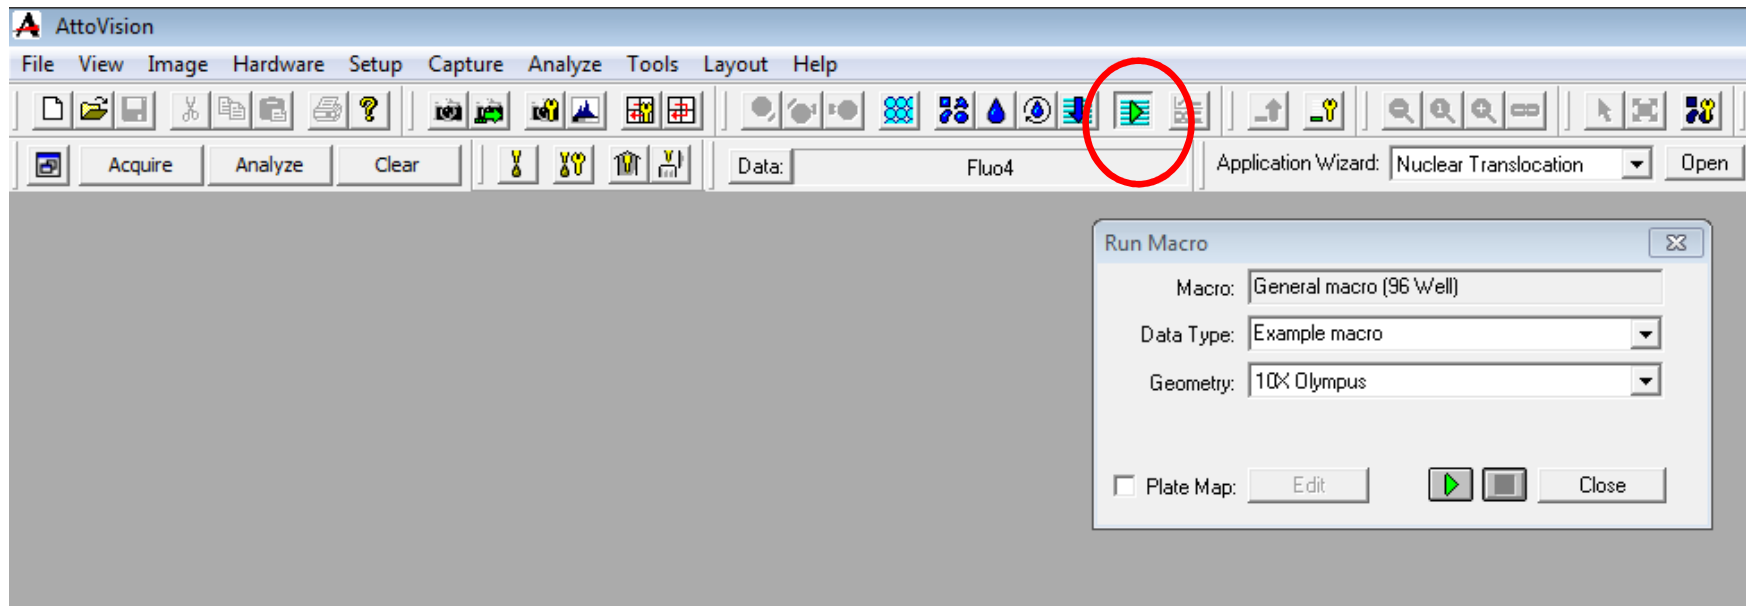 AttoVision
File View Image Hardware Setup Capture Analyze Tools Layout Help
Acquire Analyze Clear Data: Fluo4 Application Wizard: Nuclear Translocation Open
Run Macro
Macro: General macro (96 Well)
Data Type: Example macro
Geometry: 10X Olympus
Plate Map: Edit Close